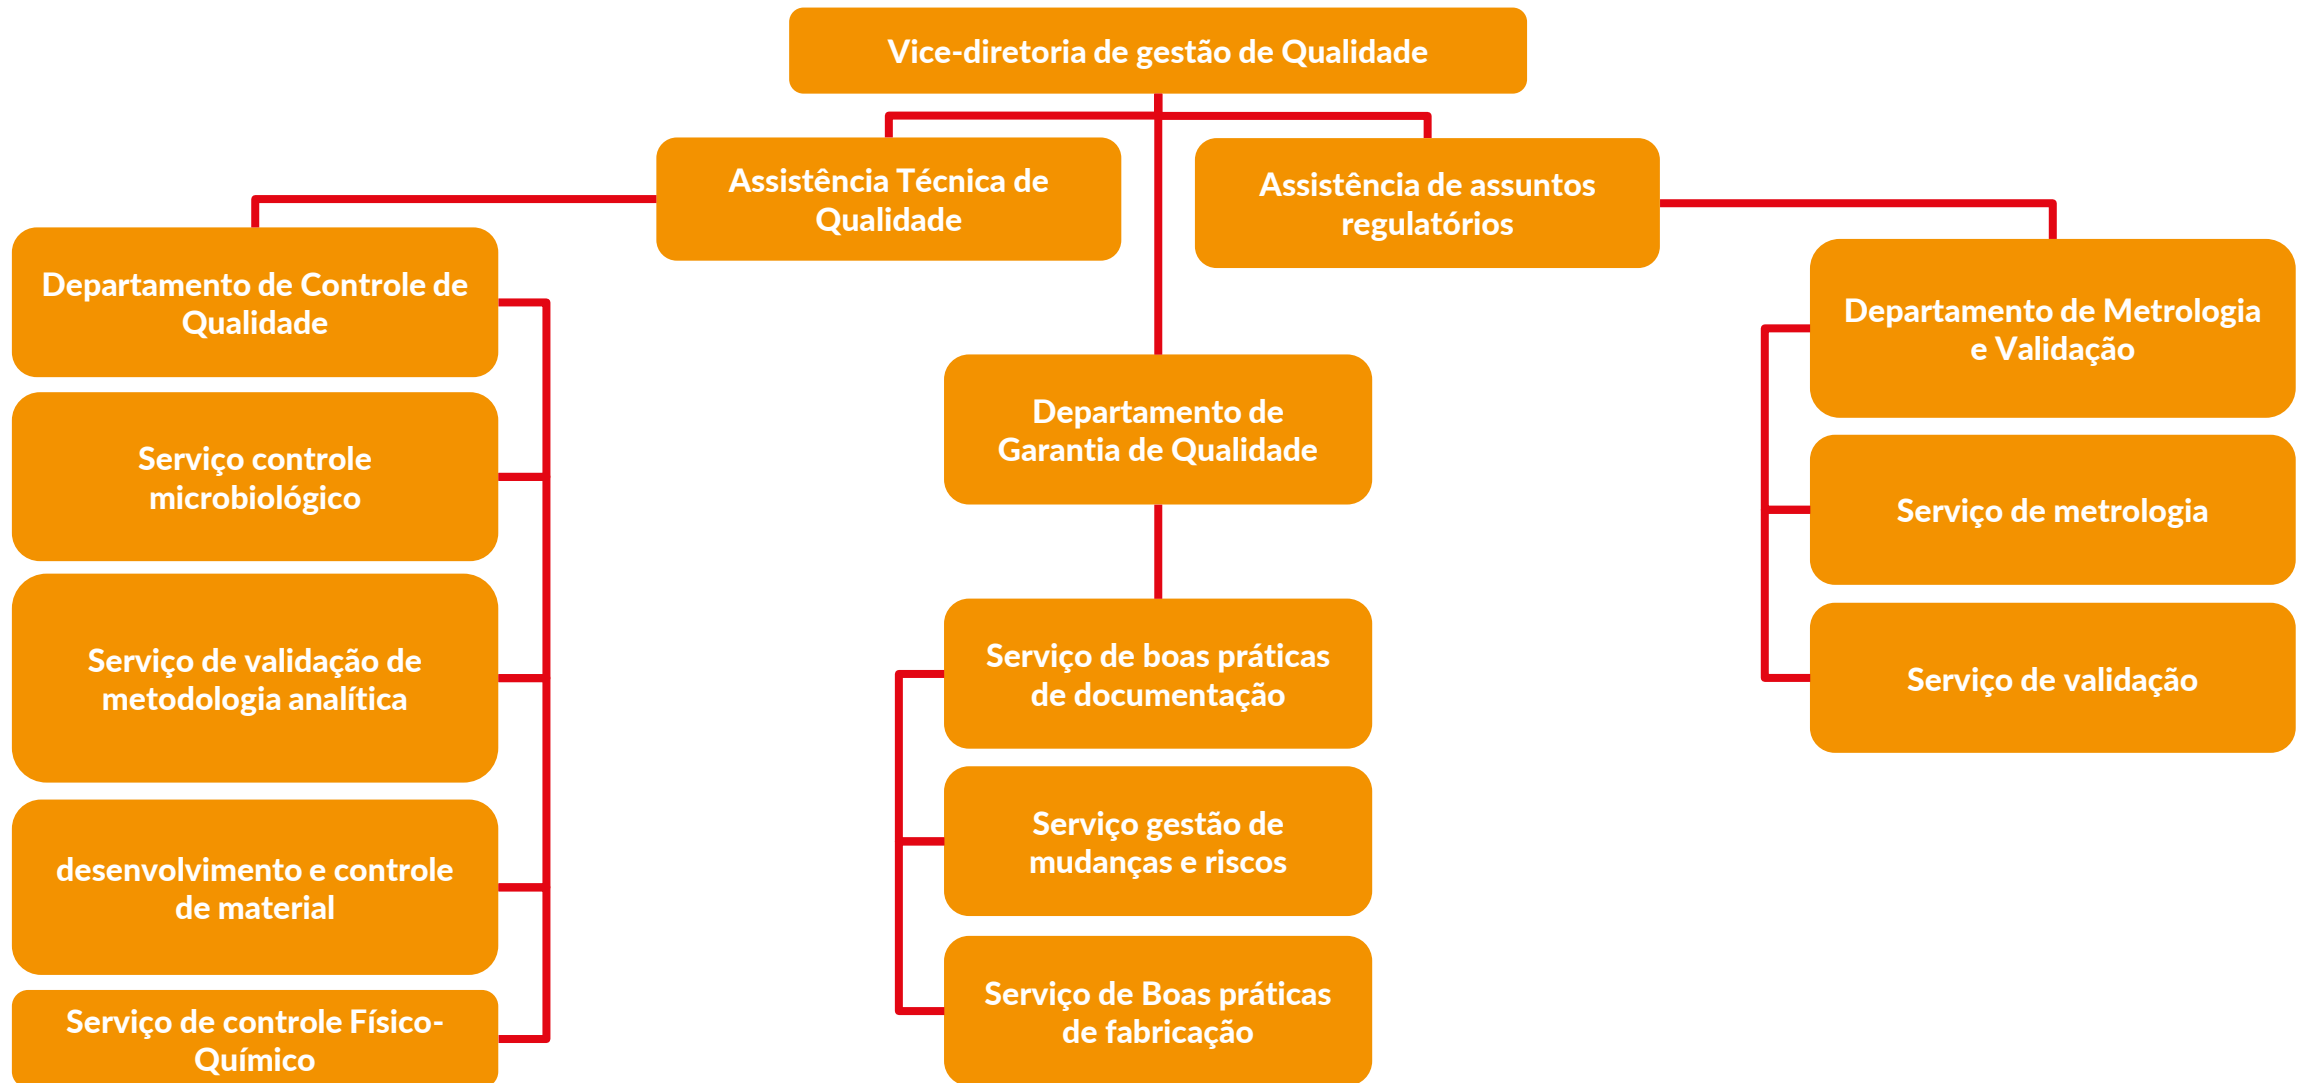 Vice-diretoria de gestão de Qualidade
Assistência Técnica de
Qualidade
Assistência de assuntos
regulatórios
Departamento de Controle de
Qualidade
Serviço controle
microbiológico
Serviço de validação de
metodologia analítica
desenvolvimento e controle
de material
Serviço de controle Físico-
Químico
Departamento de
Garantia de Qualidade
Serviço de boas práticas
de documentação
Serviço gestão de
mudanças e riscos
Serviço de Boas práticas
de fabricação
Departamento de Metrologia
e Validação
Serviço de metrologia
Serviço de validação